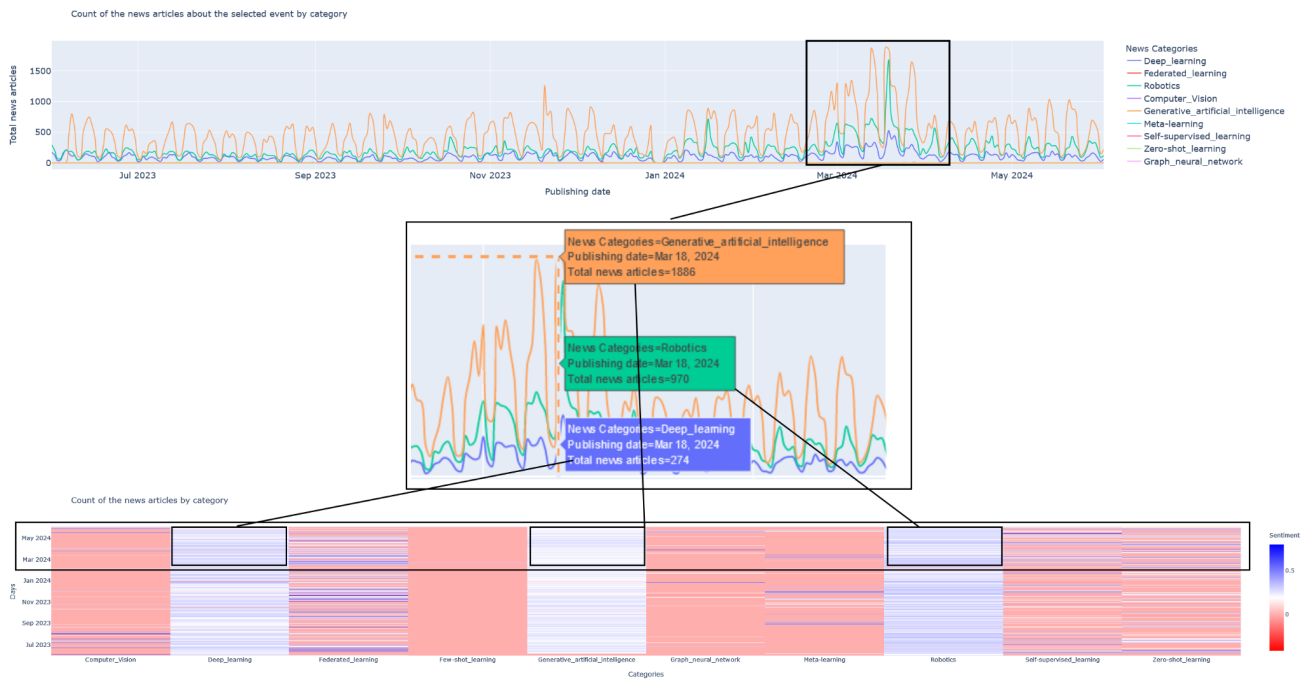 Count of the news articles about the selected event by category
Total news articles
1500
1000
500
0
Jul 2023
Sep 2023
Nov 2023
Jan 2024
Mar 2024
May 2024
Publishing date
News Categories
Deep_learning
Federated_learning
Robotics
Computer_Vision
Generative_artificial_intelligence
Meta-learning
Self-supervised_learning
Zero-shot_learning
Graph_neural_network
News Categories=Generative_artificial_intelligence
Publishing date=Mar 18, 2024
Total news articles=1886
News Categories=Robotics
Publishing date=Mar 18, 2024
Total news articles=970
News Categories=Deep_learning
Publishing date=Mar 18, 2024
Total news articles=274
Count of the news articles by category
Days
May 2024
Mar 2024
Jan 2024
Nov 2023
Sep 2023
Jul 2023
Computer_Vision
Deep_learning
Federated_learning
Few-shot_learning
Generative_artificial_intelligence
Graph_neural_network
Meta-learning
Robotics
Self-supervised_learning
Zero-shot_learning
Categories
Sentiment
0.5
0